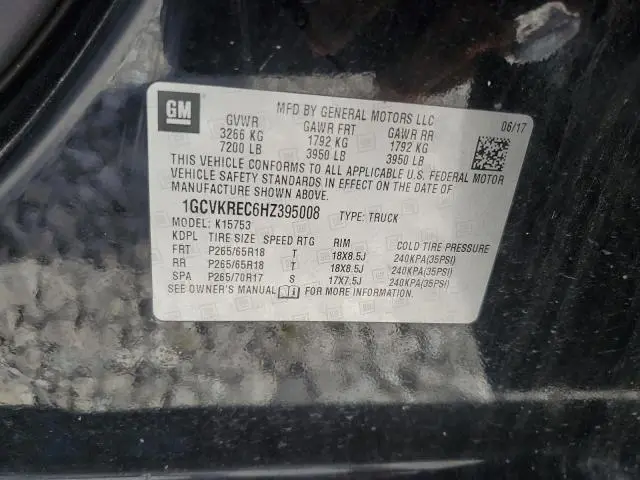 GM
MFD BY GENERAL MOTORS LLC
06/17
GVWR GAWR FRT GAWR RR
3266 KG 1792 KG 1792 KG
7200 LB 3950 LB 3950 LB
THIS VEHICLE CONFORMS TO ALL APPLICABLE U.S. FEDERAL MOTOR
VEHICLE SAFETY STANDARDS IN EFFECT ON THE DATE OF
MANUFACTURE SHOWN ABOVE.
1GCVKREC6HZ395008 TYPE: TRUCK
MODEL: K15753
KDPL TIRE SIZE SPEED RTG RIM COLD TIRE PRESSURE
FRT P265/65R18 T 18X8.5J 240KPA(35PSI)
RR P265/65R18 T 18X8.5J 240KPA(35PSI)
SPA P265/70R17 S 17X7.5J 240KPA(35PSI)
SEE OWNER'S MANUAL FOR MORE INFORMATION.